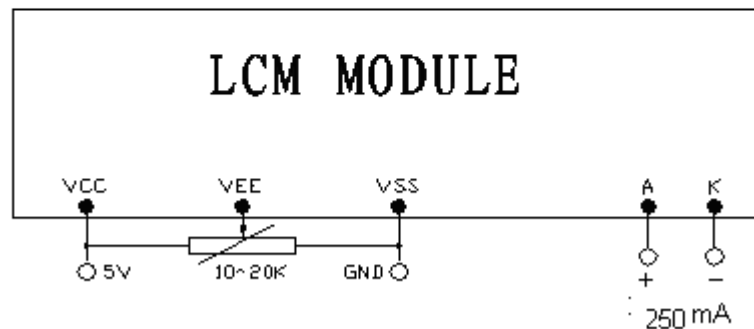 LCM MODULE
VCC VEE VSS A K
5V 10~20K GND
+ -
: 250 mA